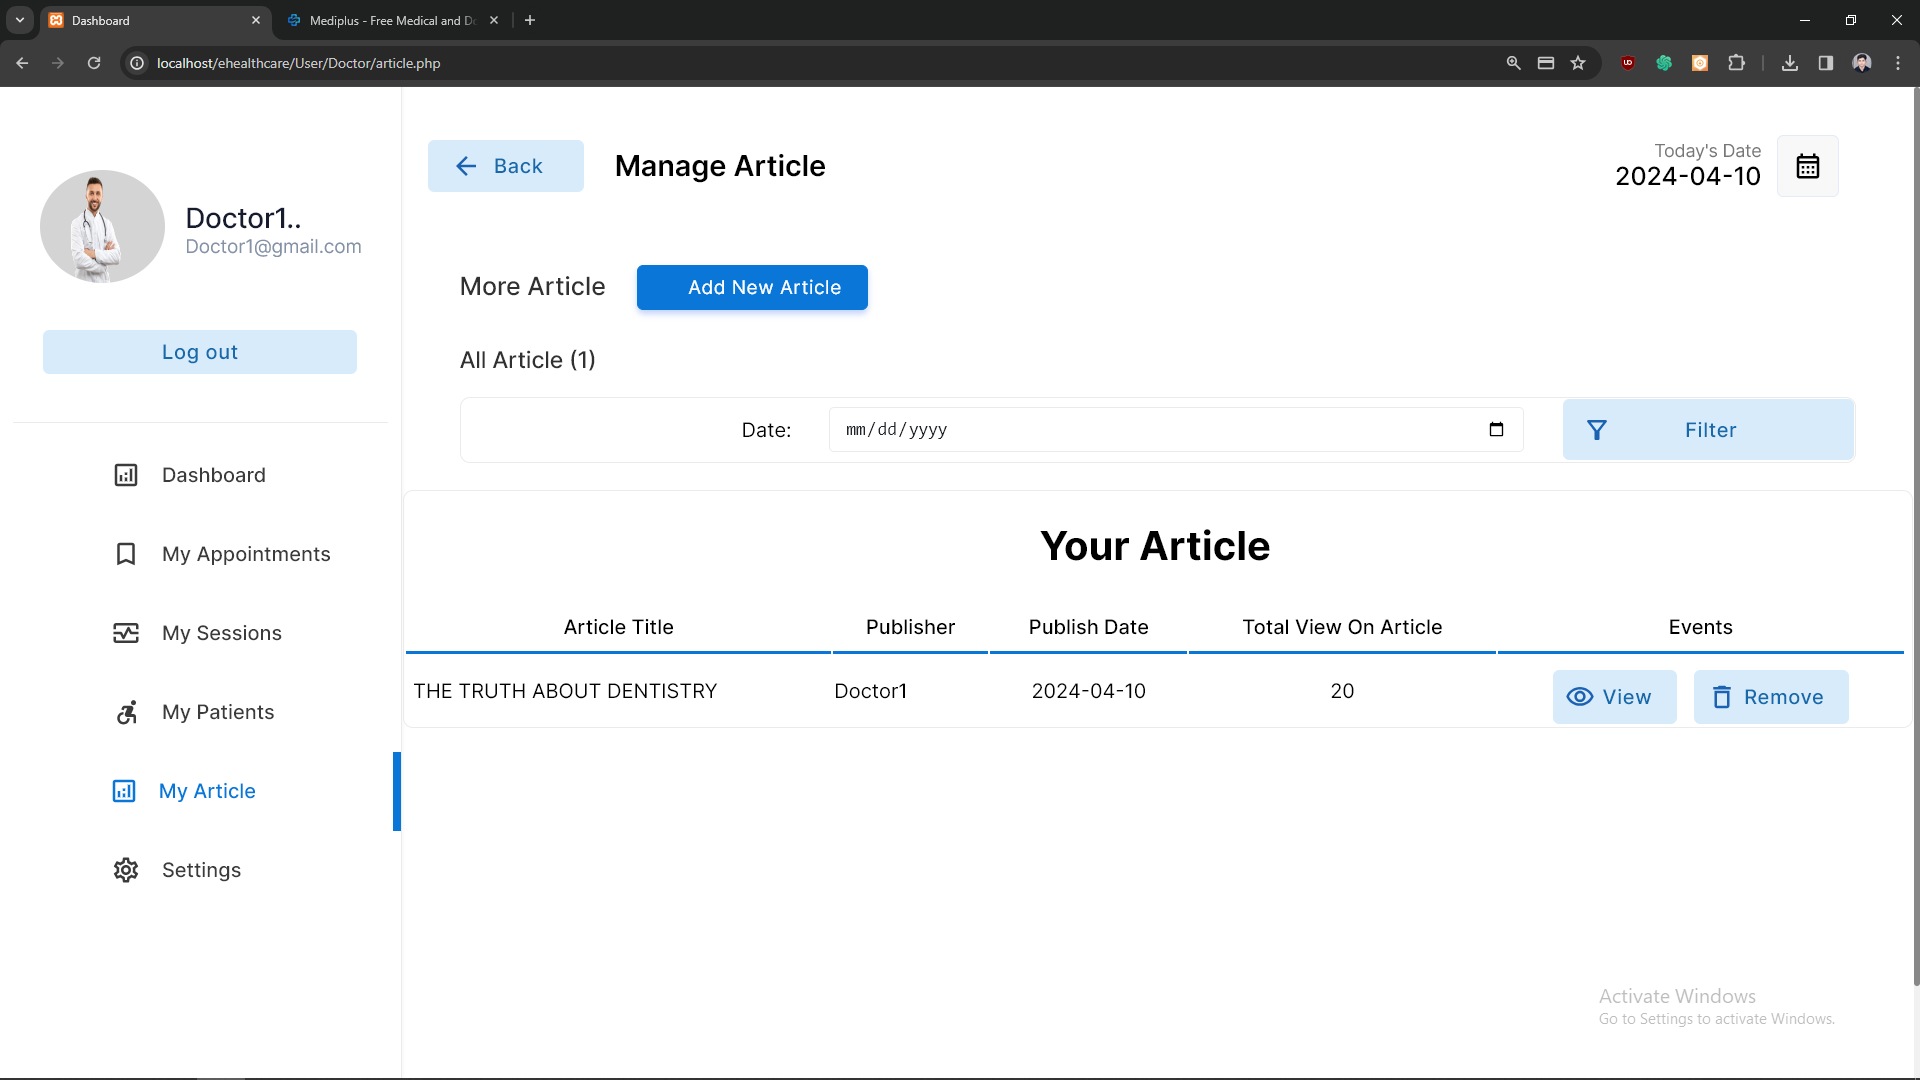 Dashboard
Mediplus - Free Medical and Do
localhost/ehealthcare/User/Doctor/article.php
Doctor1..
Doctor1@gmail.com
Log out
Dashboard
My Appointments
My Sessions
My Patients
My Article
Settings
Back
Manage Article
Today's Date
2024-04-10
More Article
Add New Article
All Article (1)
Date:
mm/dd/yyyy
Filter
Your Article
Article Title Publisher Publish Date Total View On Article Events
THE TRUTH ABOUT DENTISTRY Doctor1 2024-04-10 20 View Remove
Activate Windows
Go to Settings to activate Windows.